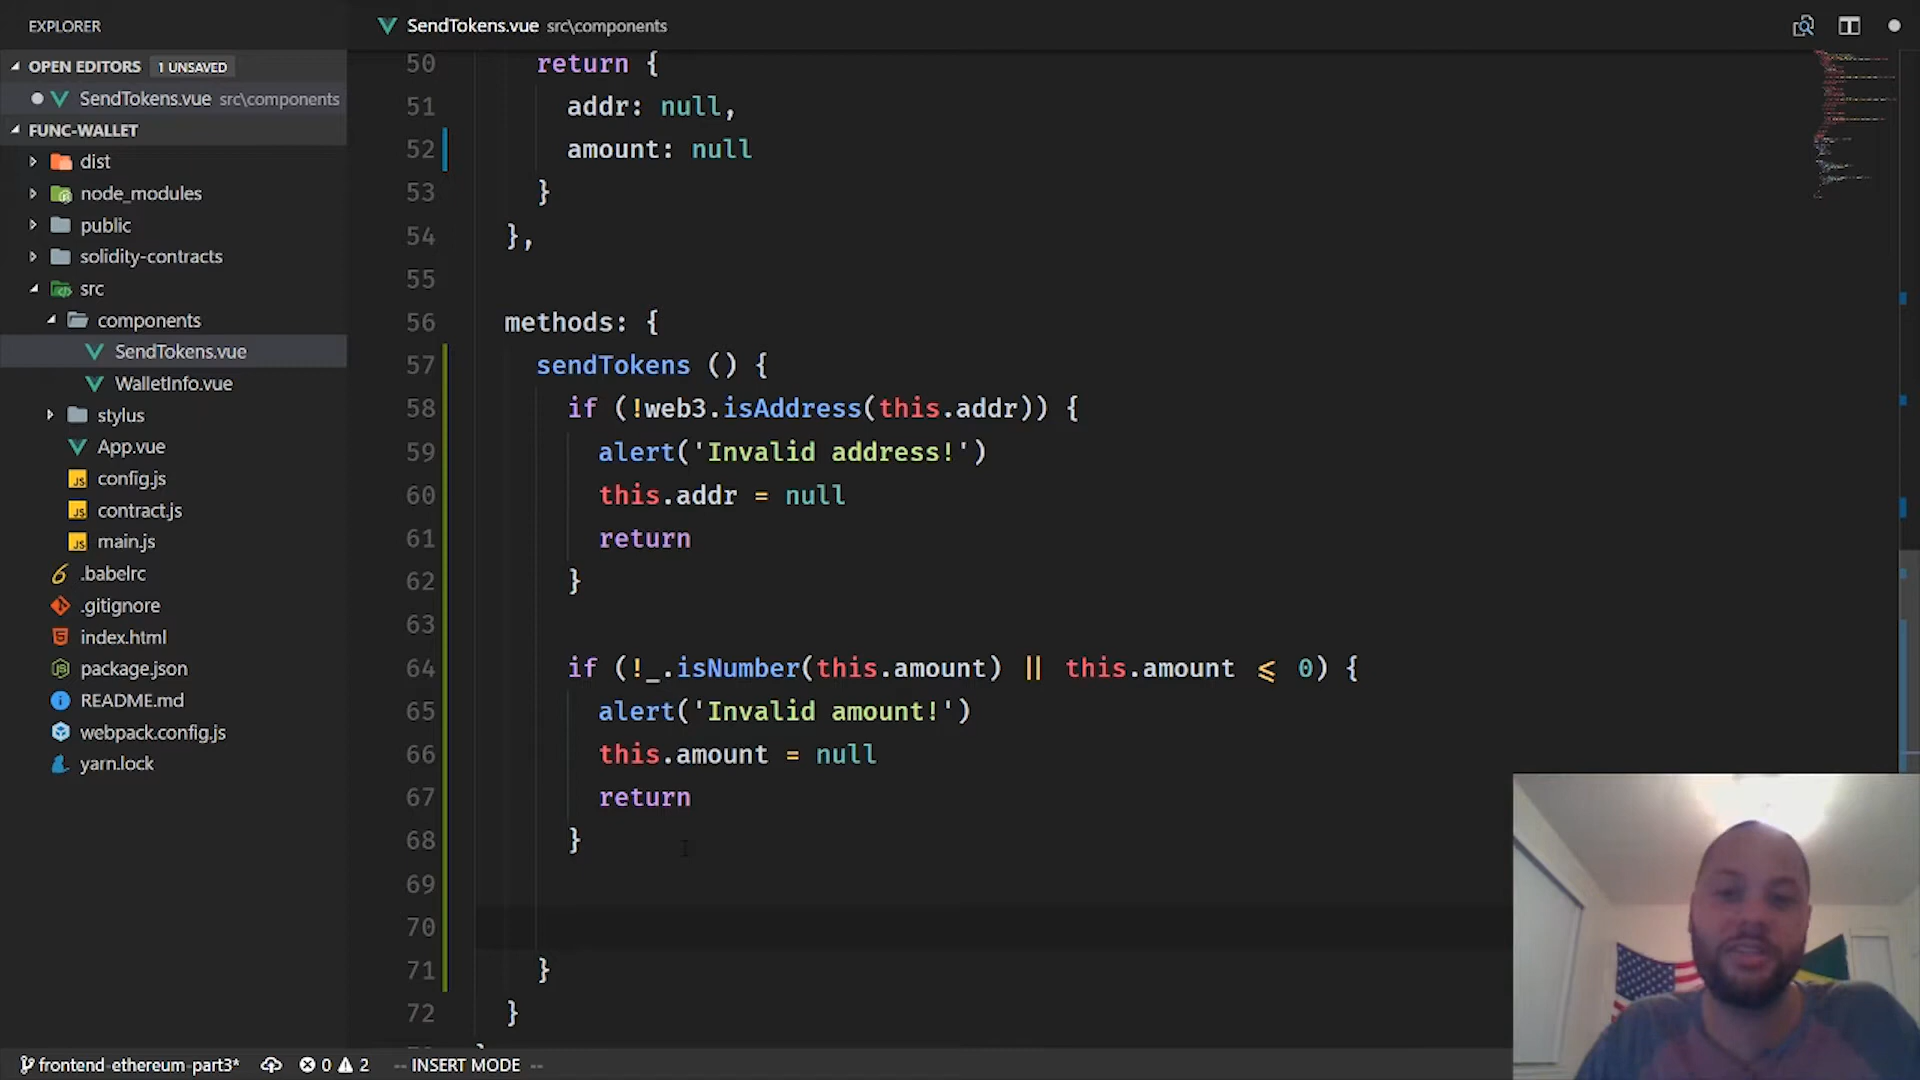 EXPLORER
OPEN EDITORS 1 UNSAVED
SendTokens.vue src\components
FUNC-WALLET
dist
node_modules
public
solidity-contracts
src
components
SendTokens.vue
WalletInfo.vue
stylus
App.vue
config.js
contract.js
main.js
.babelrc
.gitignore
index.html
package.json
README.md
webpack.config.js
yarn.lock
SendTokens.vue src\components
50 return {
51 addr: null,
52 amount: null
53 }
54 },
55
56 methods: {
57 sendTokens () {
58 if (!web3.isAddress(this.addr)) {
59 alert('Invalid address!')
60 this.addr = null
61 return
62 }
63
64 if (!_.isNumber(this.amount) || this.amount ⩽ 0) {
65 alert('Invalid amount!')
66 this.amount = null
67 return
68 }
69
70
71 }
72 }
frontend-ethereum-part3* 0 2 -- INSERT MODE --